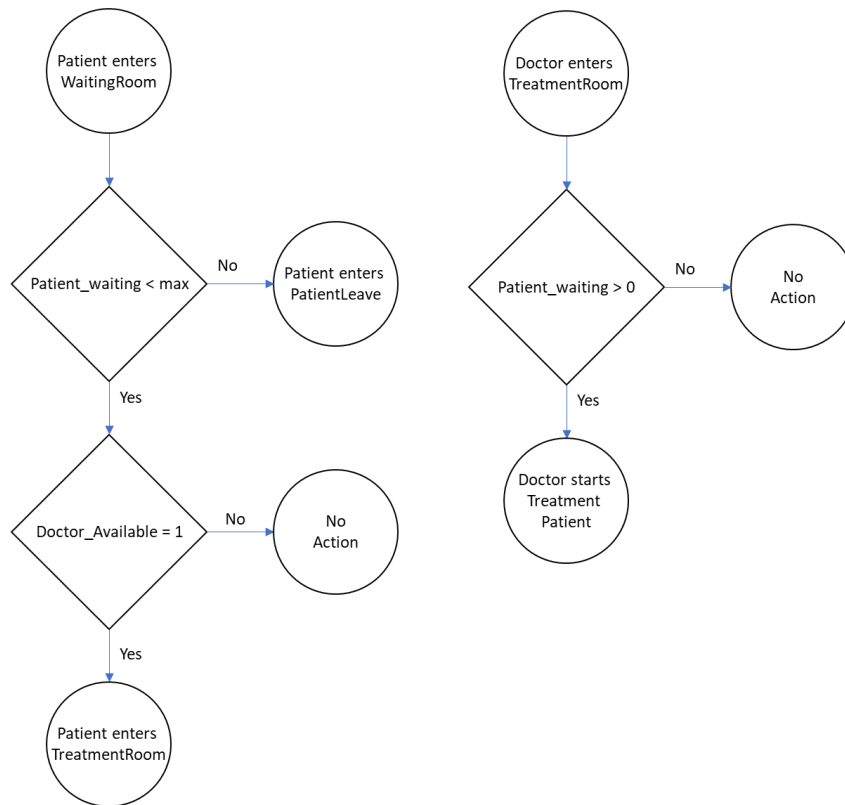 Patient enters
WaitingRoom
Patient_waiting < max
No
Patient enters
PatientLeave
Yes
Doctor_Available = 1
No
No
Action
Yes
Patient enters
TreatmentRoom
Doctor enters
TreatmentRoom
Patient_waiting > 0
No
No
Action
Yes
Doctor starts
Treatment
Patient